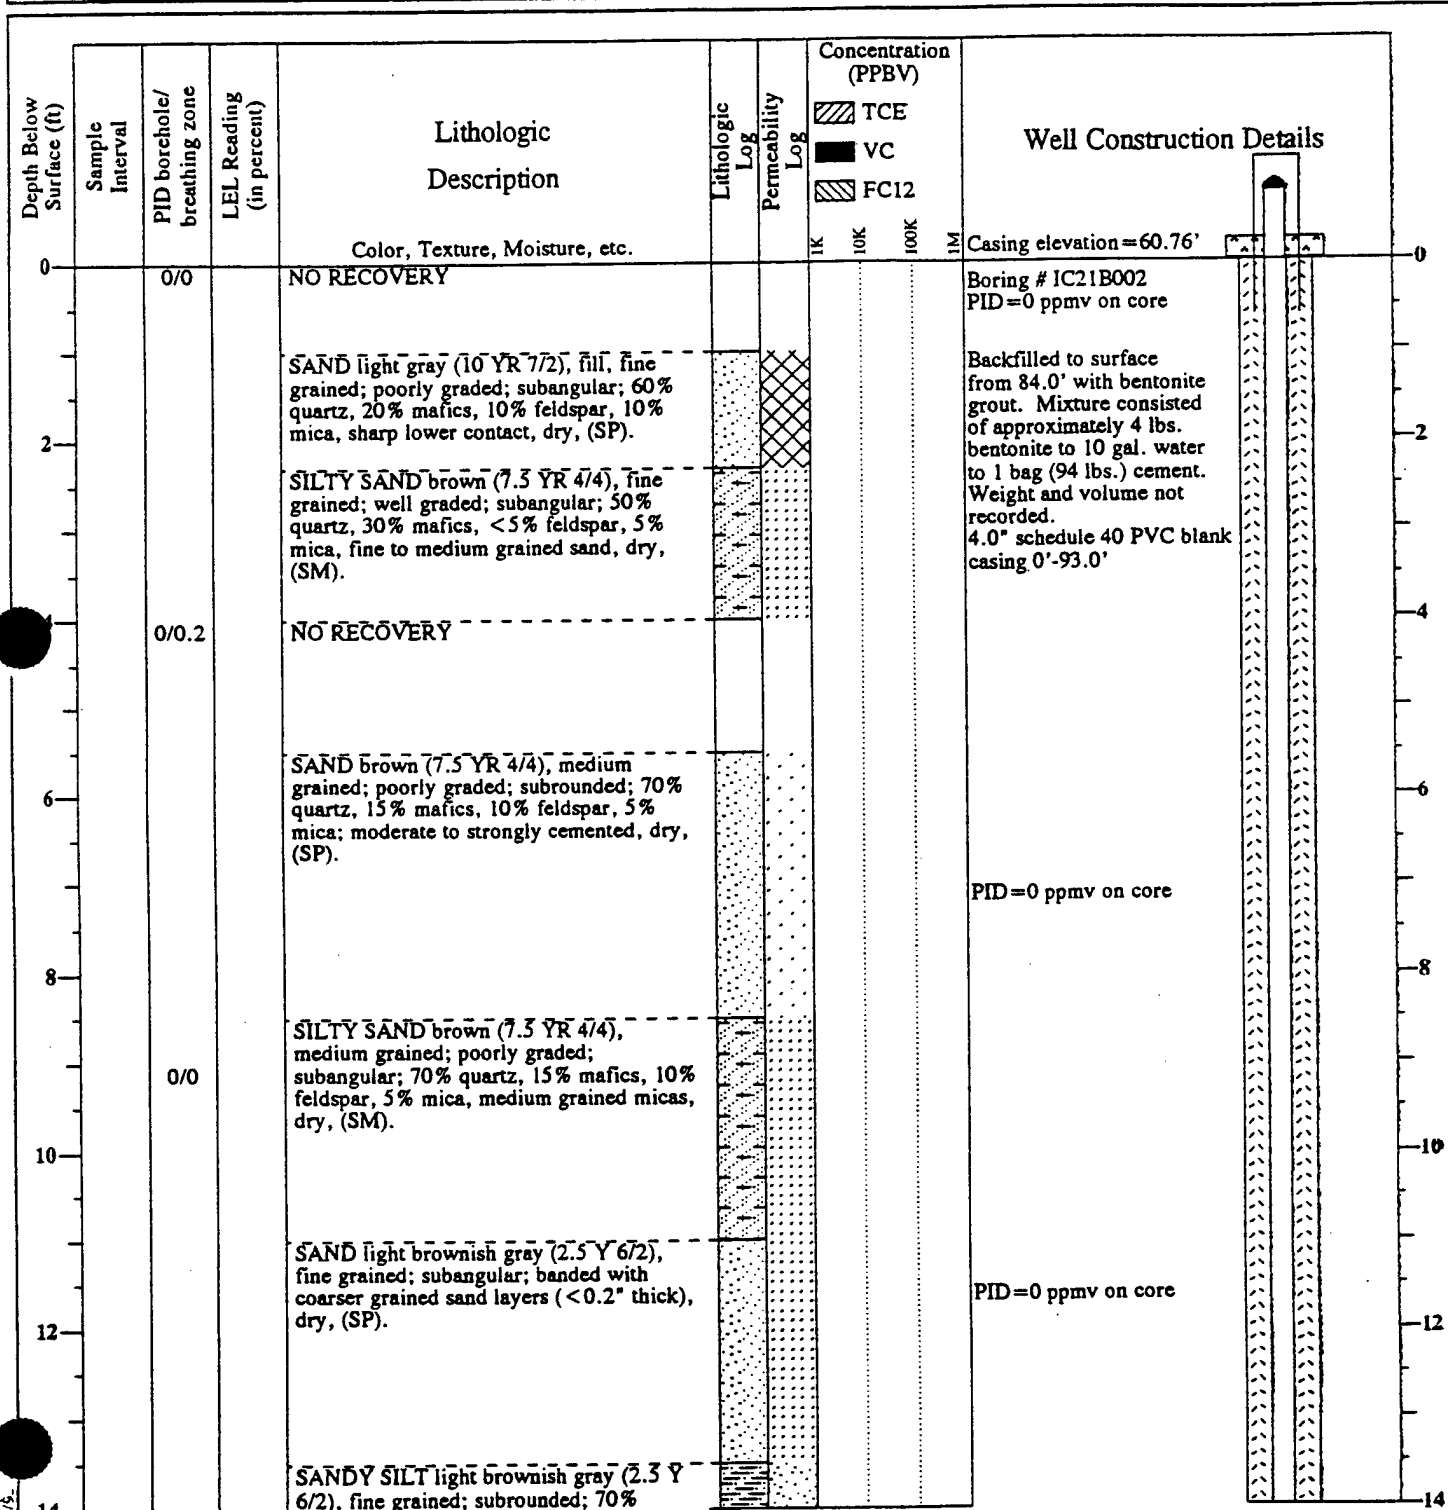 Depth Below
Surface (ft)
Sample
Interval
PID borehole/
breathing zone
LEL Reading
(in percent)
Lithologic
Description
Color, Texture, Moisture, etc.
Lithologic
Log
Permeability
Log
Concentration
(PPBV)
TCE
VC
FC12
1K
10K
100K
1M
Well Construction Details
Casing elevation=60.76'
0
0
0/0
NO RECOVERY
Boring # IC21B002
PID=0 ppmv on core
SAND light gray (10 YR 7/2), fill, fine
grained; poorly graded; subangular; 60%
quartz, 20% mafics, 10% feldspar, 10%
mica, sharp lower contact, dry, (SP).
Backfilled to surface
from 84.0' with bentonite
grout. Mixture consisted
of approximately 4 lbs.
bentonite to 10 gal. water
to 1 bag (94 lbs.) cement.
Weight and volume not
recorded.
4.0" schedule 40 PVC blank
casing 0'-93.0'
2
2
SILTY SAND brown (7.5 YR 4/4), fine
grained; well graded; subangular; 50%
quartz, 30% mafics, <5% feldspar, 5%
mica, fine to medium grained sand, dry,
(SM).
4
4
0/0.2
NO RECOVERY
SAND brown (7.5 YR 4/4), medium
grained; poorly graded; subrounded; 70%
quartz, 15% mafics, 10% feldspar, 5%
mica; moderate to strongly cemented, dry,
(SP).
6
6
PID=0 ppmv on core
8
8
SILTY SAND brown (7.5 YR 4/4),
medium grained; poorly graded;
subangular; 70% quartz, 15% mafics, 10%
feldspar, 5% mica, medium grained micas,
dry, (SM).
0/0
10
10
SAND light brownish gray (2.5 Y 6/2),
fine grained; subangular; banded with
coarser grained sand layers (<0.2" thick),
dry, (SP).
PID=0 ppmv on core
12
12
SANDY SILT light brownish gray (2.5 Y
6/2), fine grained; subrounded; 70%
14
14